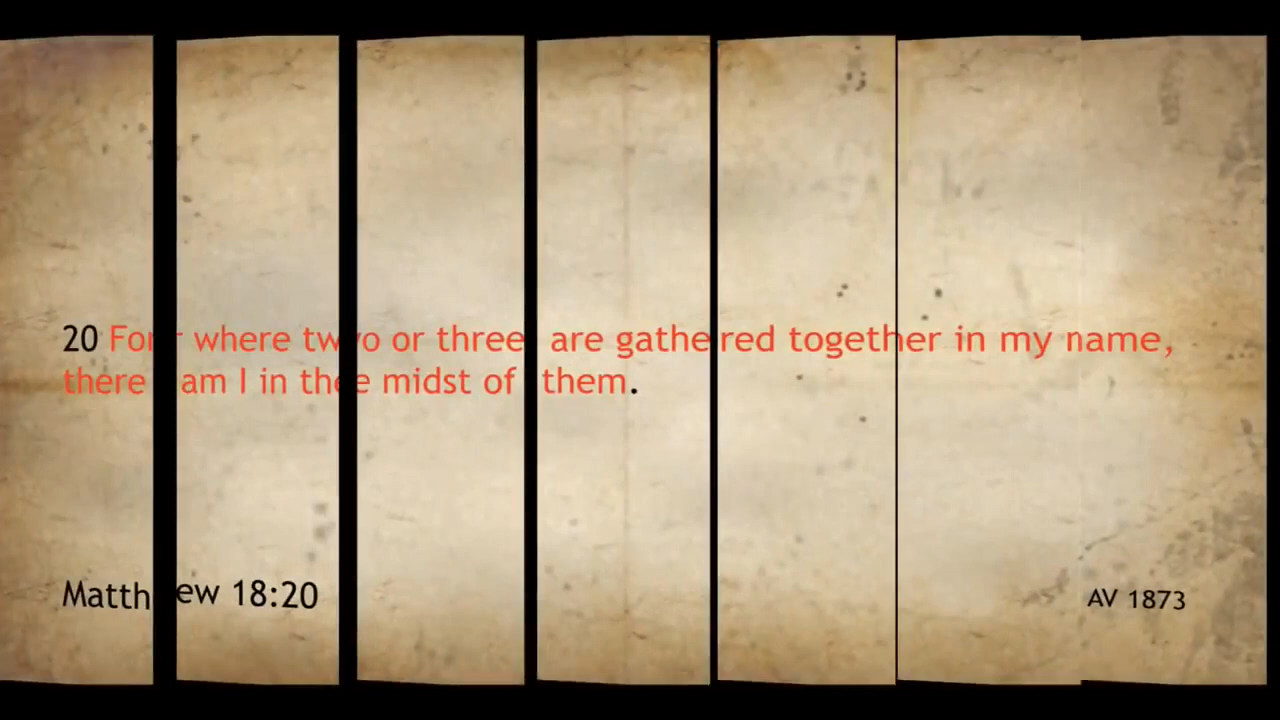 20 For where two or three are gathered together in my name,
there am I in the midst of them.
Matthew 18:20
AV 1873